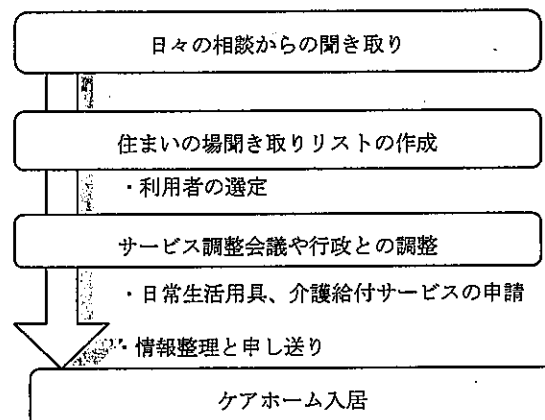 日々の相談からの聞き取り
住まいの場聞き取りリストの作成
・利用者の選定
サービス調整会議や行政との調整
・日常生活用具、介護給付サービスの申請
・情報整理と申し送り
ケアホーム入居